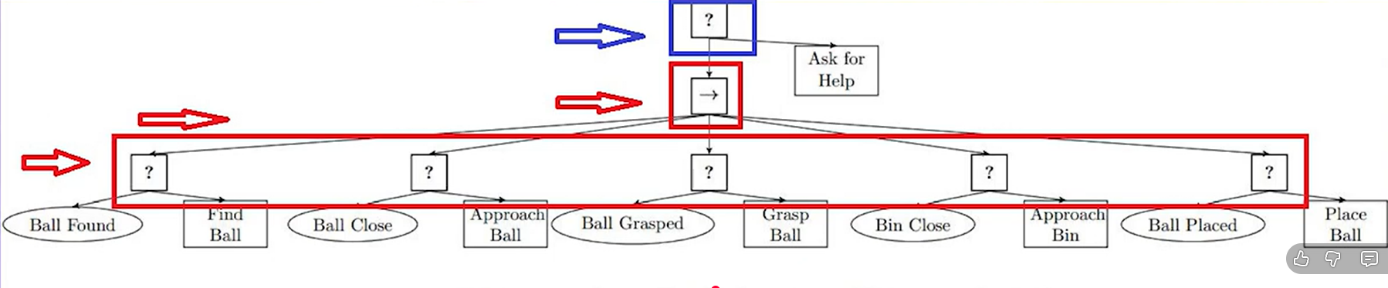 ?
Ask for
Help
→
? ? ? ? ?
Ball Found
Find
Ball
Ball Close
Approach
Ball
Ball Grasped
Grasp
Ball
Bin Close
Approach
Bin
Ball Placed
Place
Ball